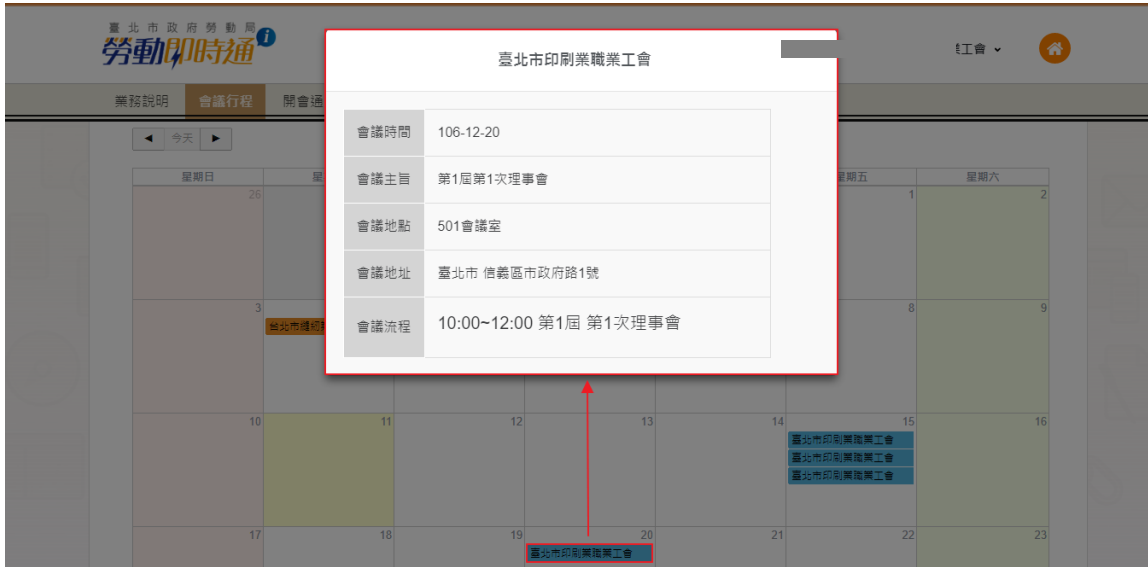 臺北市政府勞動局
勞動即時通
i
業務說明
會議行程
開會通
業工會
◄ 今天 ►
臺北市印刷業職業工會
會議時間 106-12-20
會議主旨 第1屆第1次理事會
會議地點 501會議室
會議地址 臺北市 信義區市政府路1號
會議流程 10:00~12:00 第1屆 第1次理事會
星期日 星 星期五 星期六
26 1 2
3 8 9
10 11 12 13 14 15 16
臺北市印刷業職業工會
臺北市印刷業職業工會
臺北市印刷業職業工會
17 18 19 20 21 22 23
臺北市印刷業職業工會